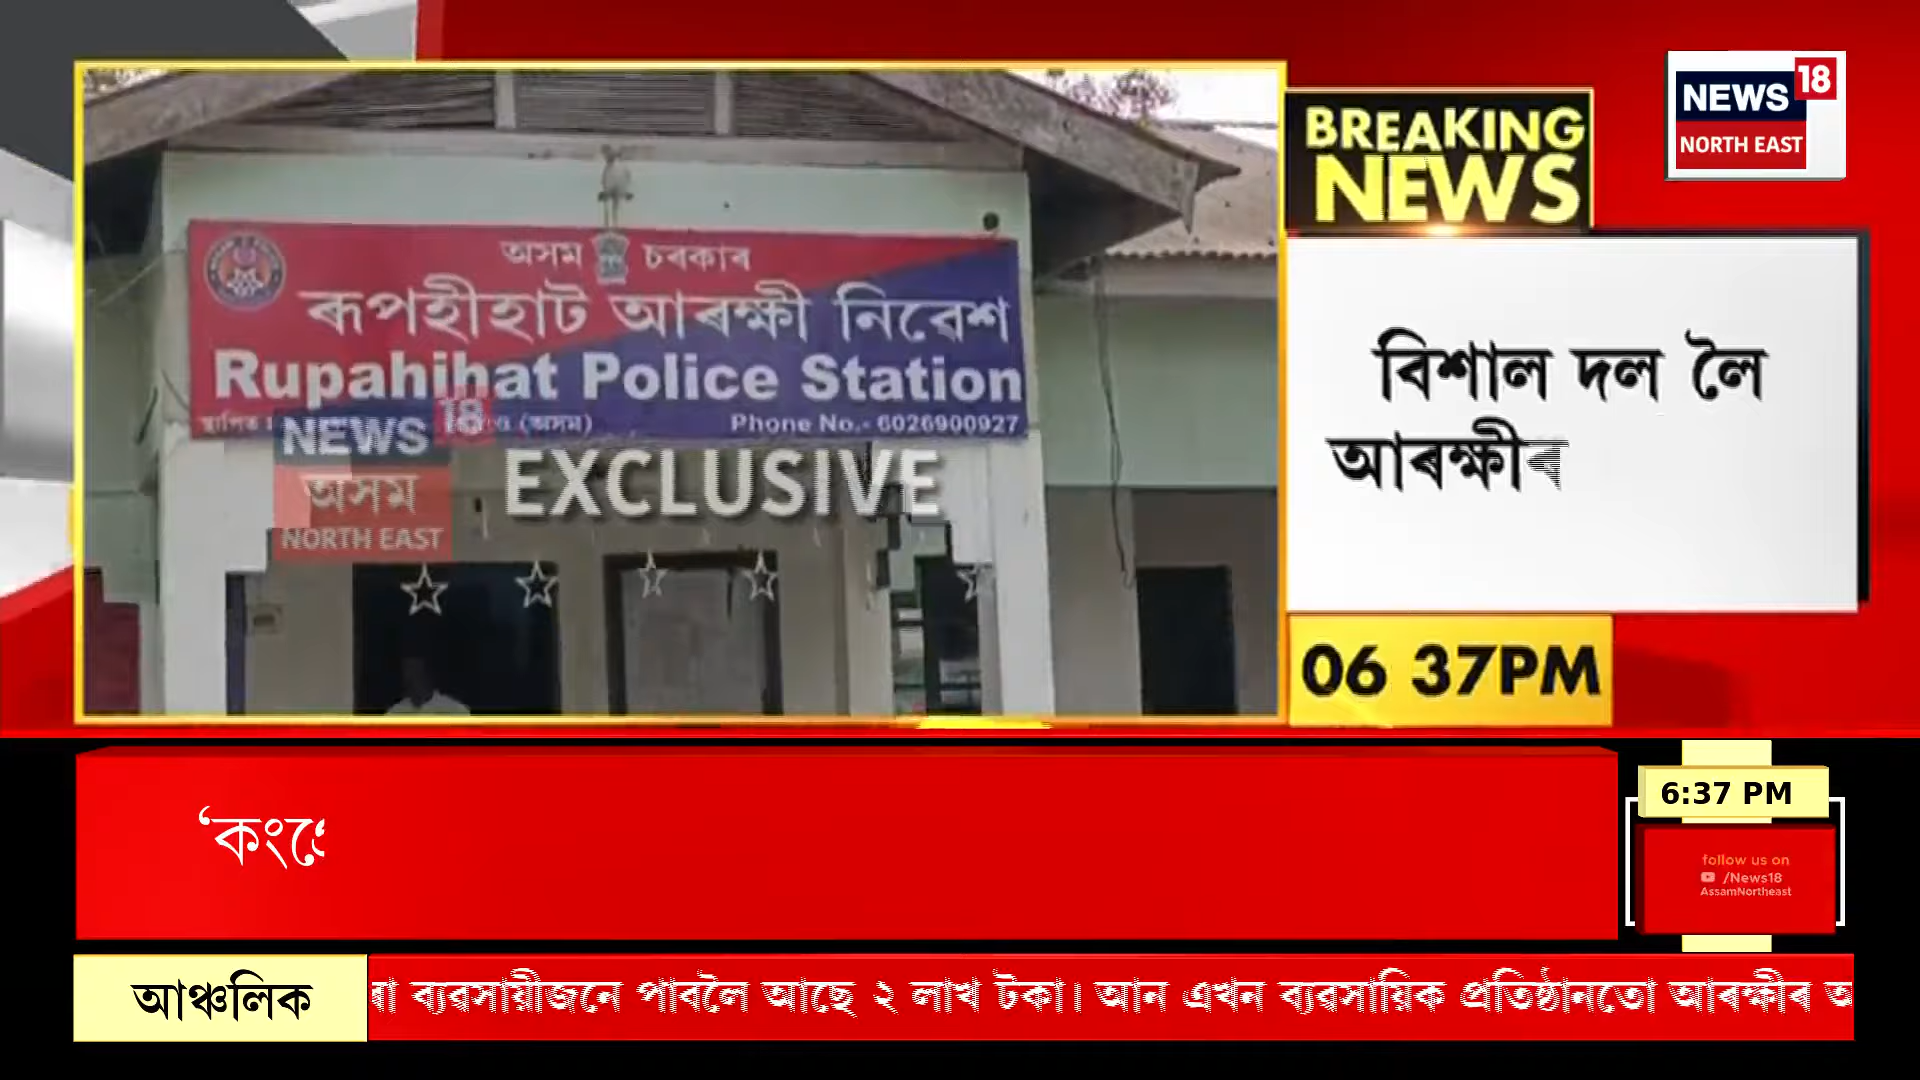 BREAKING
NEWS
NEWS 18
NORTH EAST
অসম চৰকাৰ
ৰূপহীহাট আৰক্ষী নিৱেশ
Rupahihat Police Station
স্থাপিত (অসম) Phone No.- 6026900927
NEWS 18
অসম
NORTH EAST
EXCLUSIVE
বিশাল দল লৈ
আৰক্ষীৰ
06 37PM
‘কংগ্ৰে
6:37 PM
follow us on
/News18
AssamNortheast
আঞ্চলিক
ব্যৱসায়ীজনে পাবলৈ আছে ২ লাখ টকা। আন এখন ব্যৱসায়িক প্ৰতিষ্ঠানতো আৰক্ষীৰ